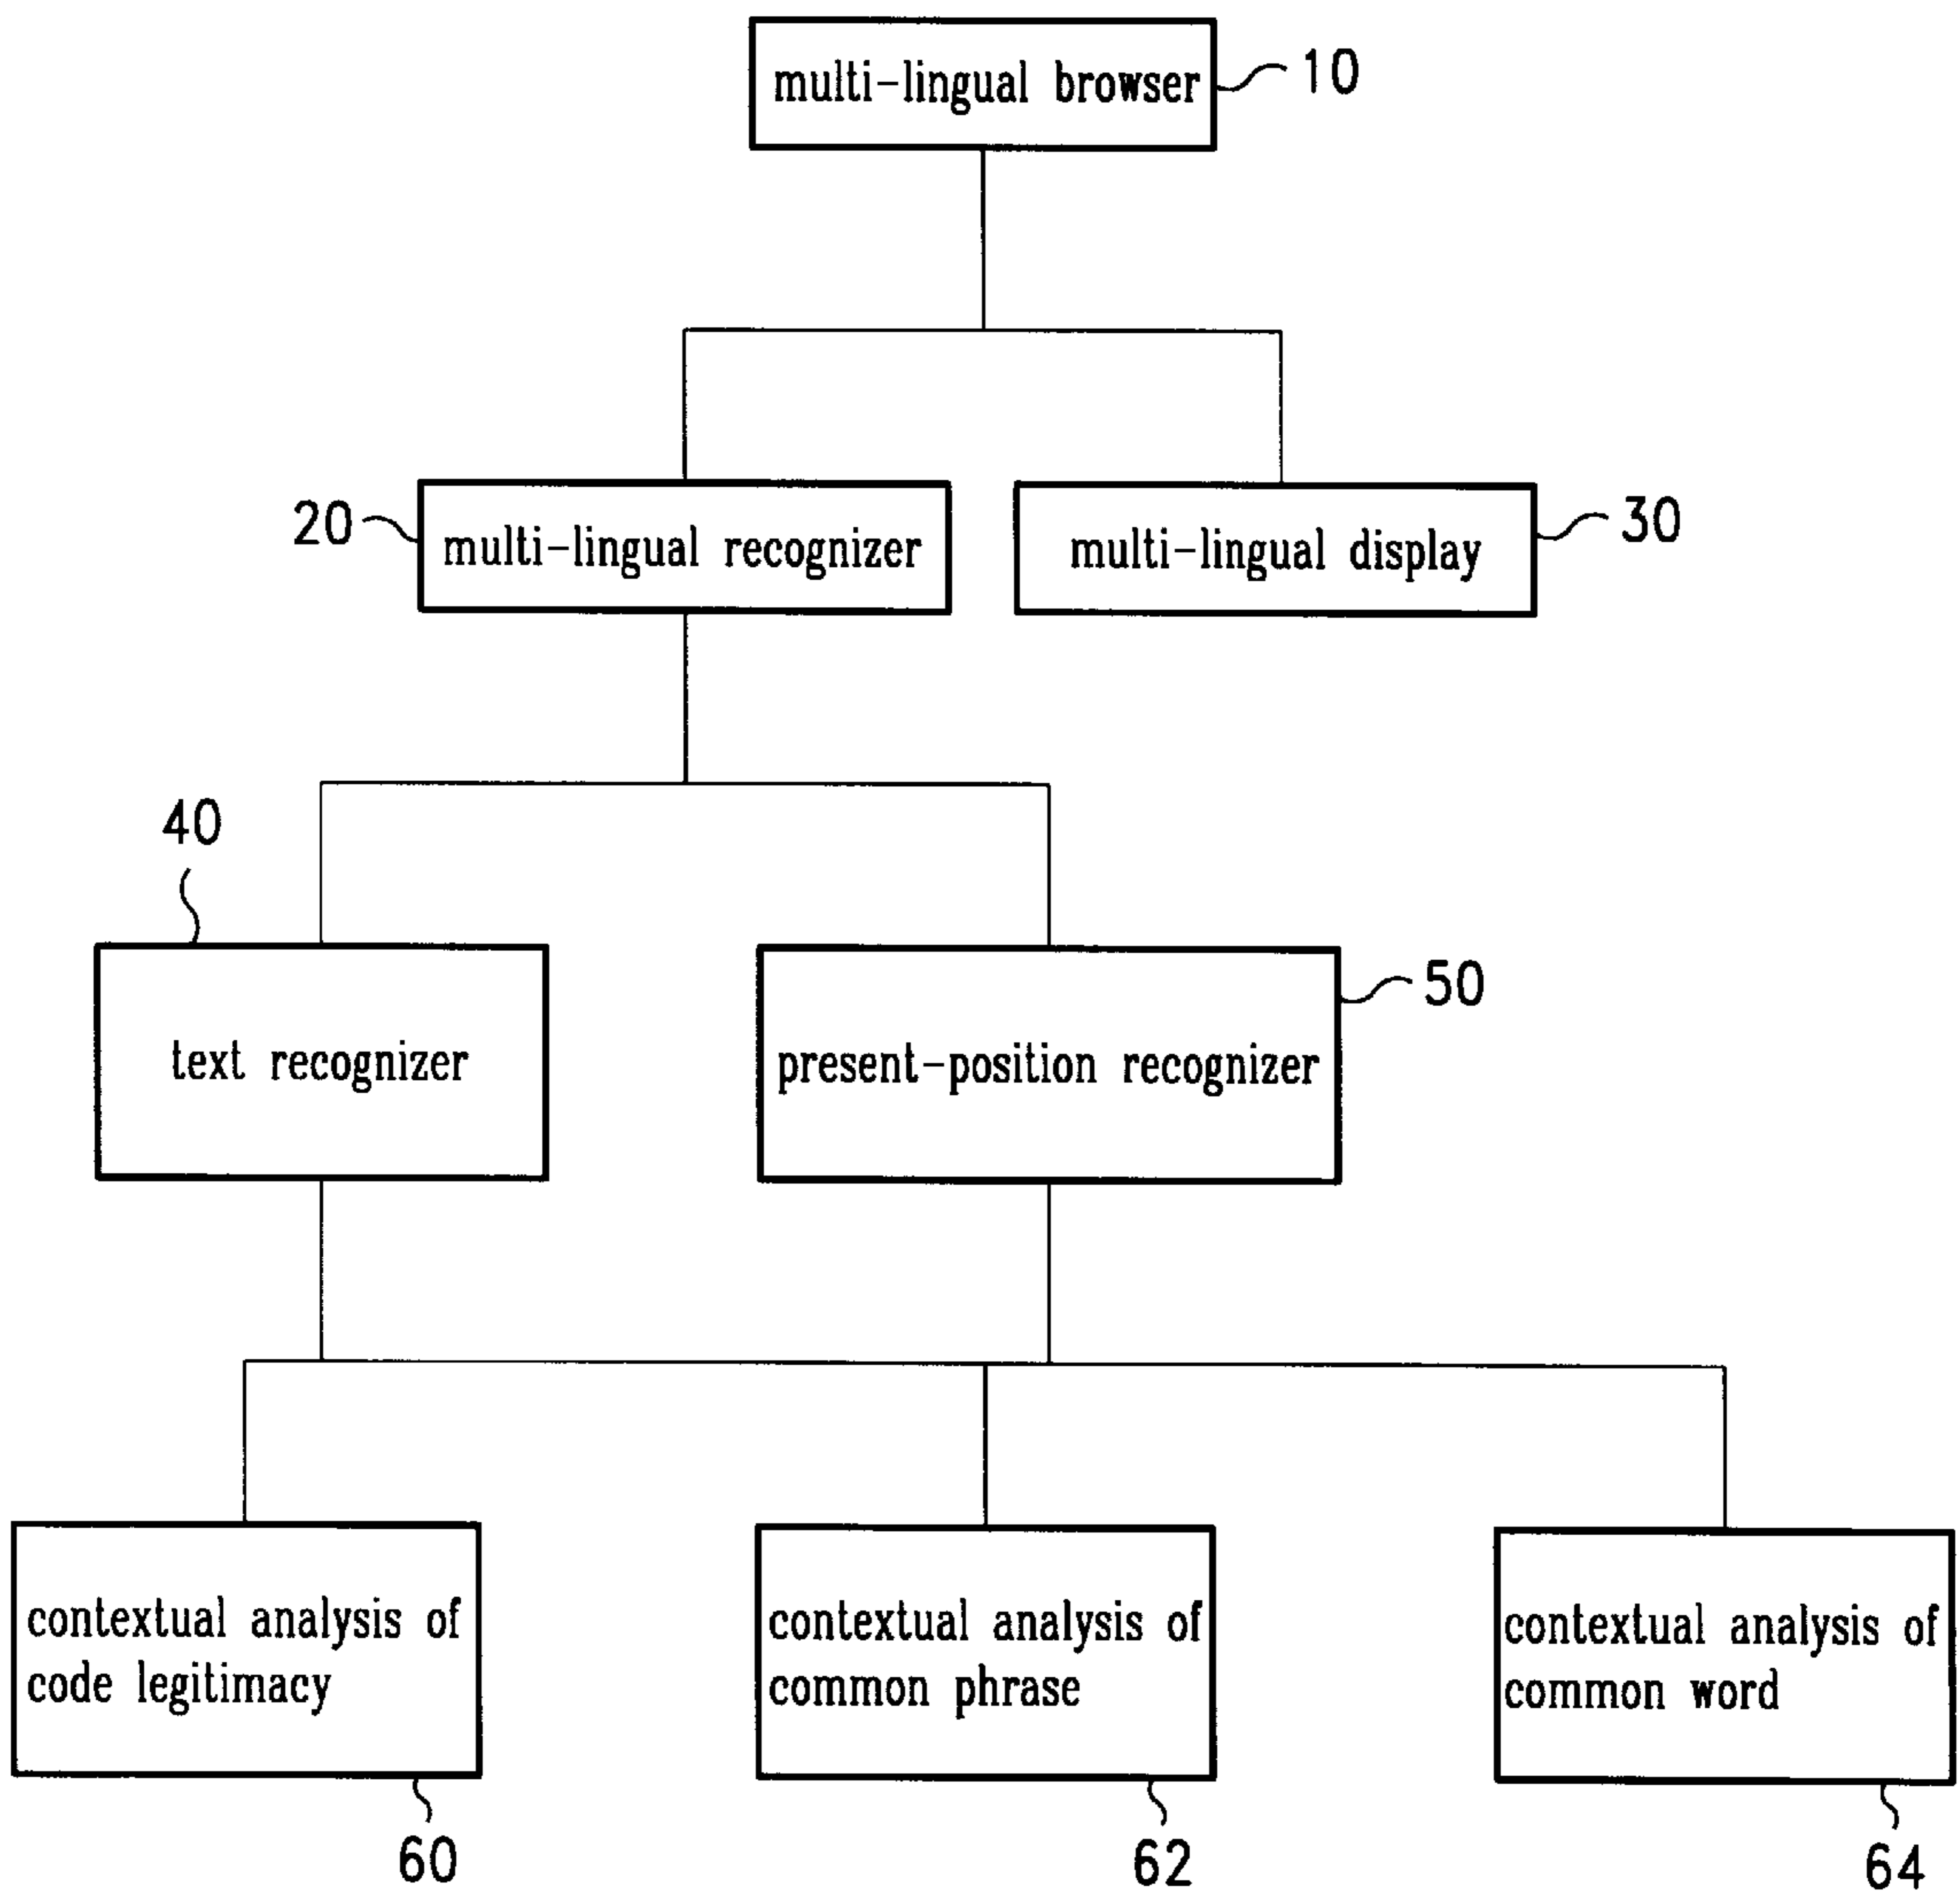 multi-lingual browser
10
20
multi-lingual recognizer
multi-lingual display
30
40
text recognizer
present-position recognizer
50
contextual analysis of
code legitimacy
60
contextual analysis of
common phrase
62
contextual analysis of
common word
64